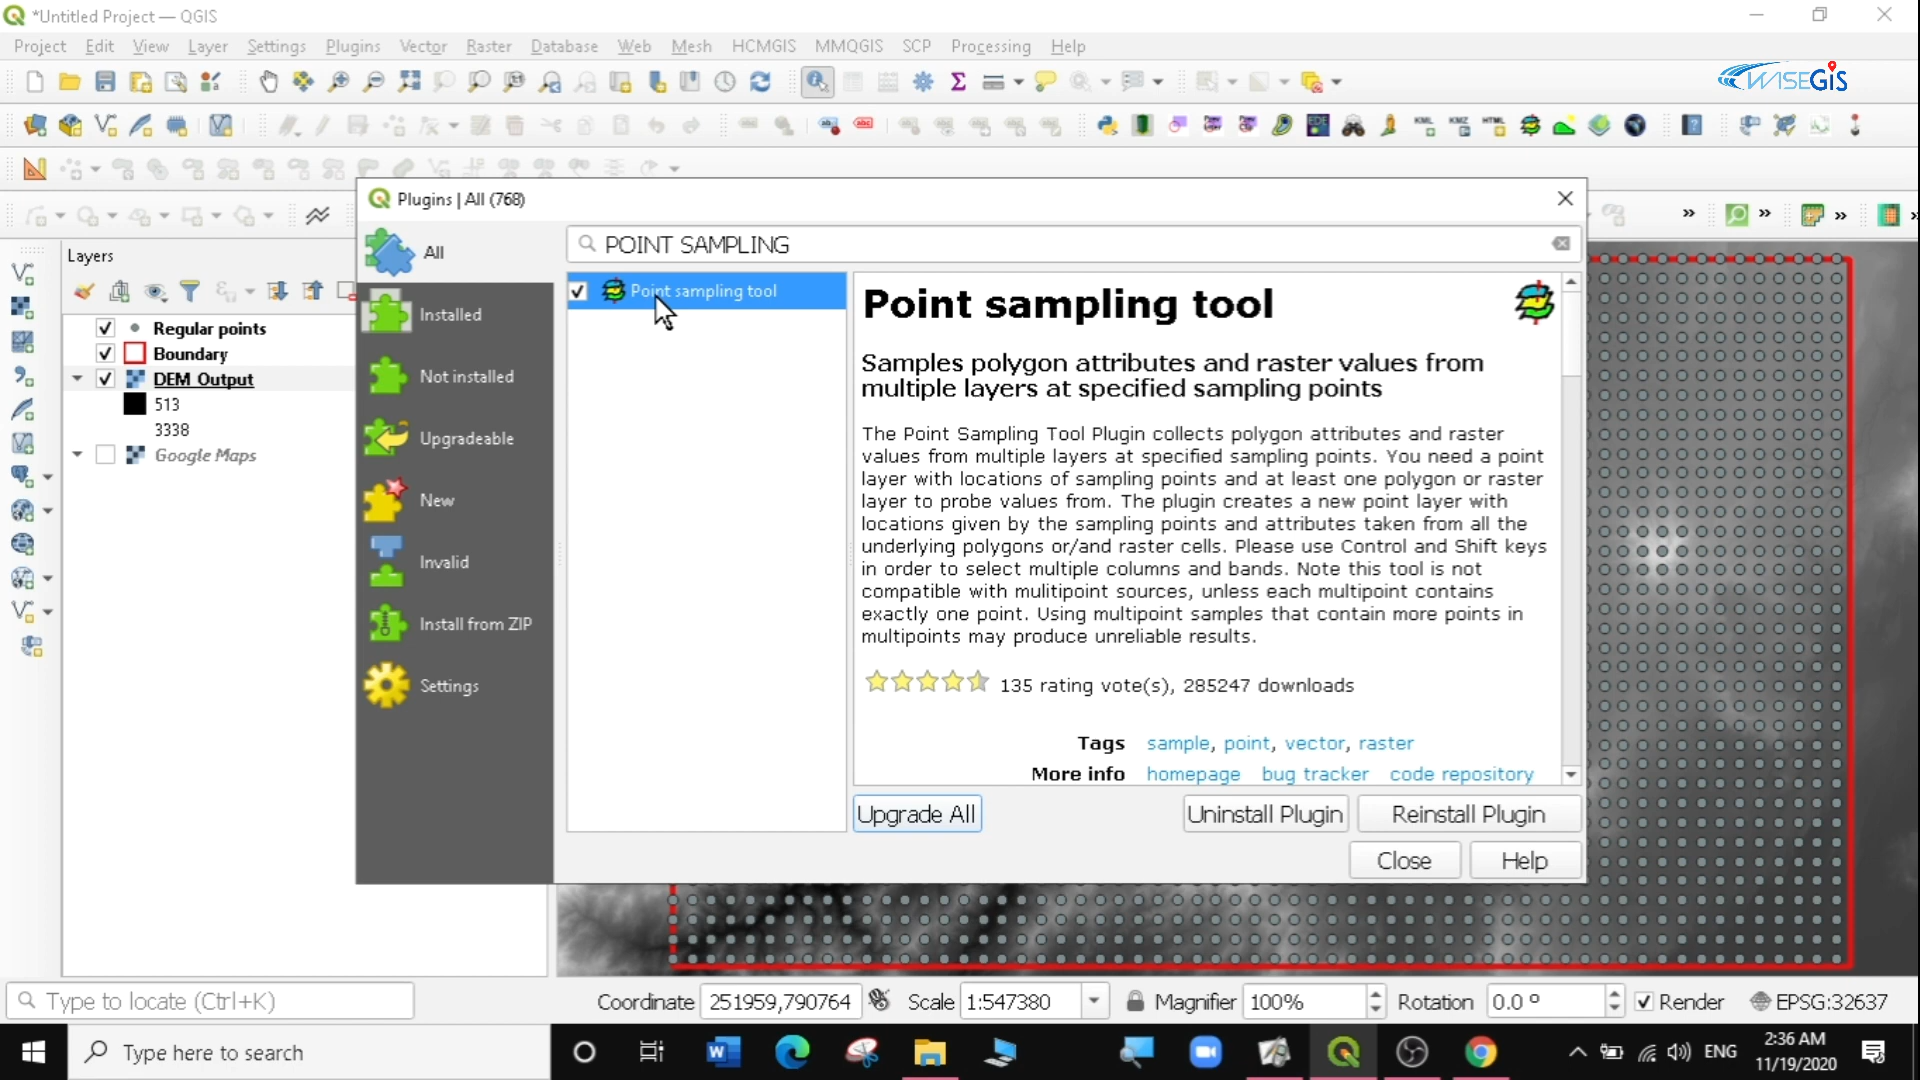 *Untitled Project — QGIS
Project Edit View Layer Settings Plugins Vector Raster Database Web Mesh HCMGIS MMQGIS SCP Processing Help
WISEGIS
KML KMZ HTML
abc
Plugins | All (768)
Layers
All
POINT SAMPLING
Installed
Not installed
Upgradeable
New
Invalid
Install from ZIP
Settings
Point sampling tool
Regular points
Boundary
DEM_Output
513
3338
Google Maps
Point sampling tool
Samples polygon attributes and raster values from
multiple layers at specified sampling points
The Point Sampling Tool Plugin collects polygon attributes and raster
values from multiple layers at specified sampling points. You need a point
layer with locations of sampling points and at least one polygon or raster
layer to probe values from. The plugin creates a new point layer with
locations given by the sampling points and attributes taken from all the
underlying polygons or/and raster cells. Please use Control and Shift keys
in order to select multiple columns and bands. Note this tool is not
compatible with mulitipoint sources, unless each multipoint contains
exactly one point. Using multipoint samples that contain more points in
multipoints may produce unreliable results.
135 rating vote(s), 285247 downloads
Tags sample, point, vector, raster
More info homepage bug tracker code repository
Upgrade All Uninstall Plugin Reinstall Plugin
Close Help
Type to locate (Ctrl+K) Coordinate 251959,790764 Scale 1:547380 Magnifier 100% Rotation 0.0 ° Render EPSG:32637
Type here to search
ENG
2:36 AM
11/19/2020